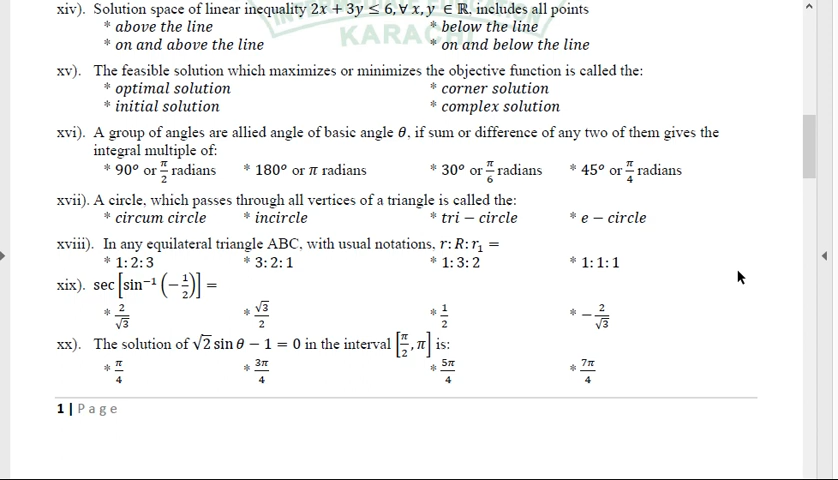 xiv). Solution space of linear inequality 2x + 3y ≤ 6, ∀ x, y ∈ ℝ, includes all points
* above the line * below the line
* on and above the line * on and below the line
KARACHI
xv). The feasible solution which maximizes or minimizes the objective function is called the:
* optimal solution * corner solution
* initial solution * complex solution
xvi). A group of angles are allied angle of basic angle θ, if sum or difference of any two of them gives the
integral multiple of:
* 90° or π/2 radians * 180° or π radians * 30° or π/6 radians * 45° or π/4 radians
xvii). A circle, which passes through all vertices of a triangle is called the:
* circum circle * incircle * tri − circle * e − circle
xviii). In any equilateral triangle ABC, with usual notations, r: R: r₁ =
* 1: 2: 3 * 3: 2: 1 * 1: 3: 2 * 1: 1: 1
xix). sec [sin⁻¹ (−1/2)] =
* 2/√3 * √3/2 * 1/2 * −2/√3
xx). The solution of √2 sin θ − 1 = 0 in the interval [π/2, π] is:
* π/4 * 3π/4 * 5π/4 * 7π/4
1 | Page